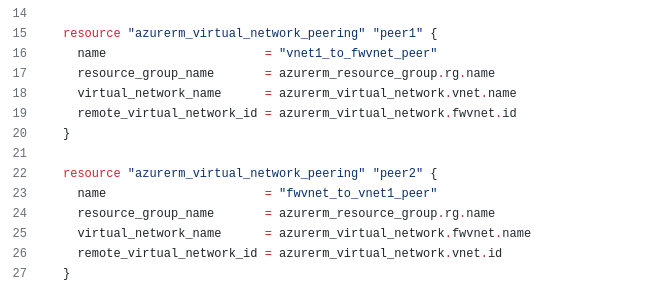 14
15 resource "azurerm_virtual_network_peering" "peer1" {
16 name = "vnet1_to_fwvnet_peer"
17 resource_group_name = azurerm_resource_group.rg.name
18 virtual_network_name = azurerm_virtual_network.vnet.name
19 remote_virtual_network_id = azurerm_virtual_network.fwvnet.id
20 }
21
22 resource "azurerm_virtual_network_peering" "peer2" {
23 name = "fwvnet_to_vnet1_peer"
24 resource_group_name = azurerm_resource_group.rg.name
25 virtual_network_name = azurerm_virtual_network.fwvnet.name
26 remote_virtual_network_id = azurerm_virtual_network.vnet.id
27 }